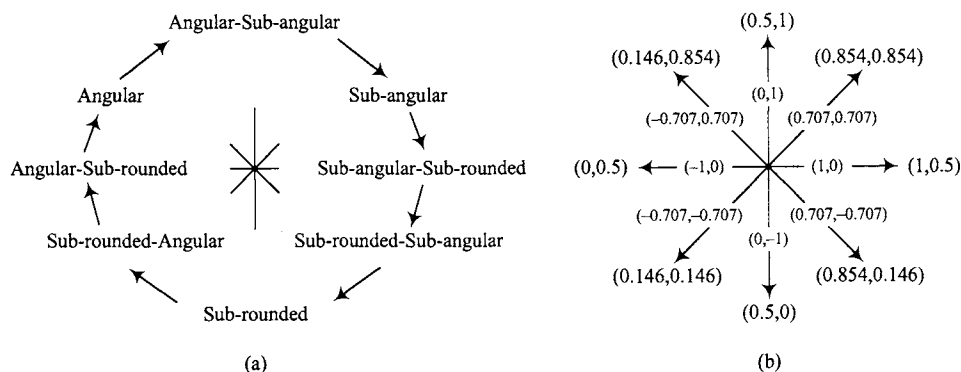 Angular-Sub-angular
Angular
Sub-angular
Angular-Sub-rounded
Sub-angular-Sub-rounded
Sub-rounded-Angular
Sub-rounded-Sub-angular
Sub-rounded
(a)
(0.5,1)
(0.146,0.854)
(0.854,0.854)
(0,1)
(–0.707,0.707)
(0.707,0.707)
(0,0.5)
(–1,0)
(1,0)
(1,0.5)
(–0.707,–0.707)
(0.707,–0.707)
(0,–1)
(0.146,0.146)
(0.854,0.146)
(0.5,0)
(b)